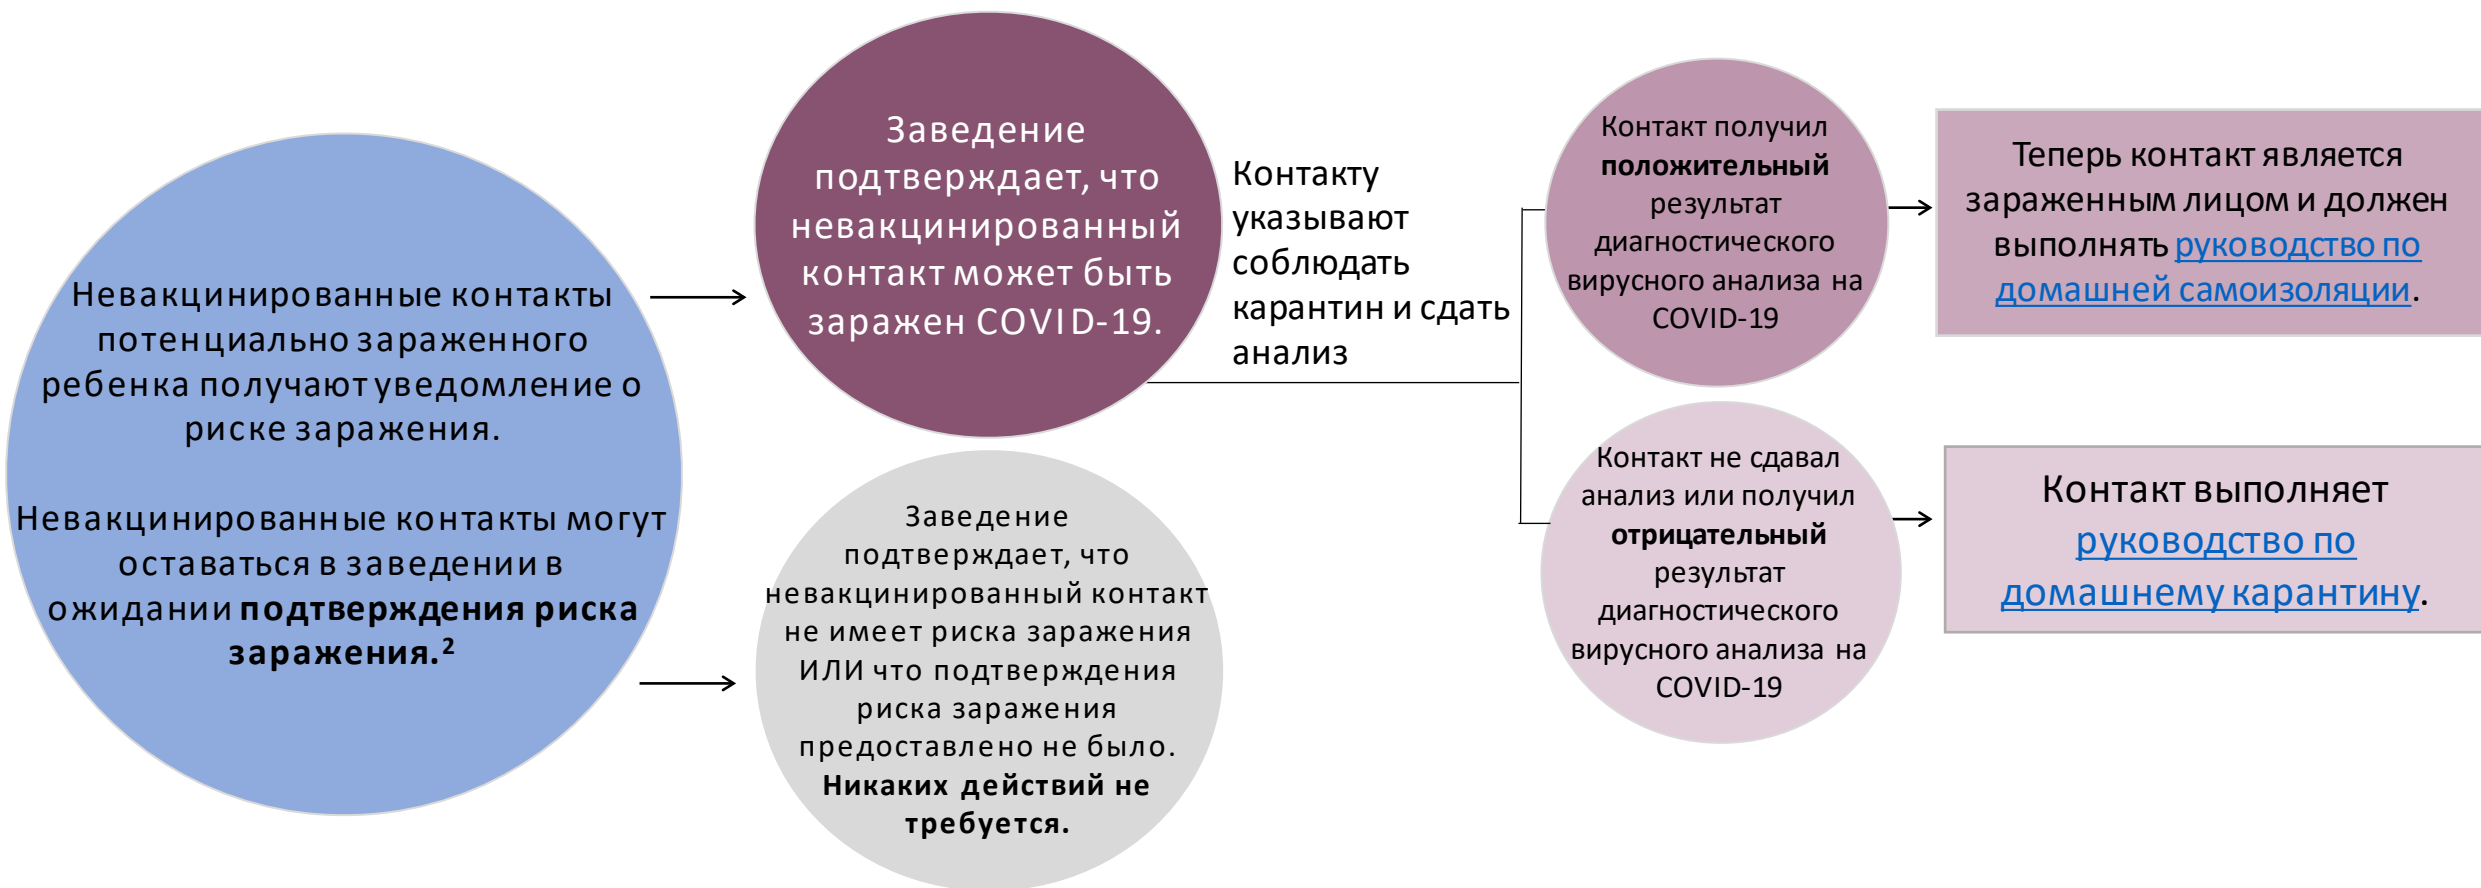 Невакцинированные контакты
потенциально зараженного
ребенка получают уведомление о
риске заражения.
Невакцинированные контакты могут
оставаться в заведении в
ожидании подтверждения риска
заражения.²
Заведение
подтверждает, что
невакцинированный
контакт может быть
заражен COVID-19.
Заведение
подтверждает, что
невакцинированный контакт
не имеет риска заражения
ИЛИ что подтверждения
риска заражения
предоставлено не было.
Никаких действий не
требуется.
Контакту
указывают
соблюдать
карантин и сдать
анализ
Контакт получил
положительный
результат
диагностического
вирусного анализа на
COVID-19
Теперь контакт является
зараженным лицом и должен
выполнять руководство по
домашней самоизоляции.
Контакт не сдавал
анализ или получил
отрицательный
результат
диагностического
вирусного анализа на
COVID-19
Контакт выполняет
руководство по
домашнему карантину.